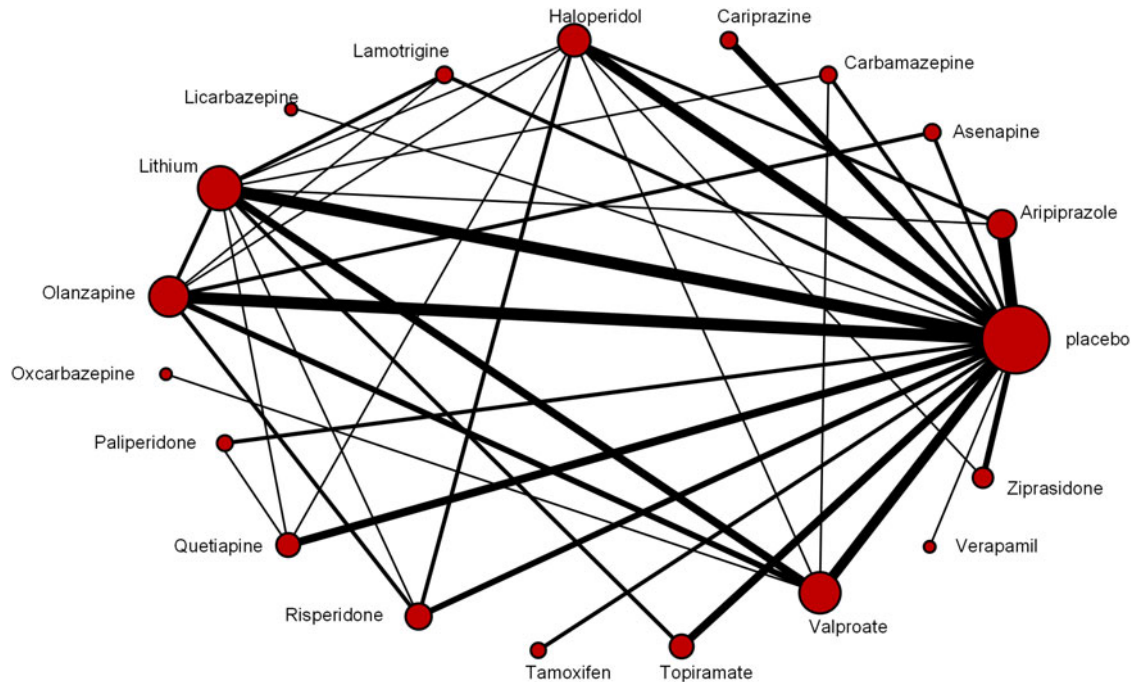 Haloperidol
Cariprazine
Lamotrigine
Carbamazepine
Licarbazepine
Asenapine
Lithium
Aripiprazole
Olanzapine
placebo
Oxcarbazepine
Paliperidone
Ziprasidone
Quetiapine
Verapamil
Risperidone
Valproate
Tamoxifen
Topiramate